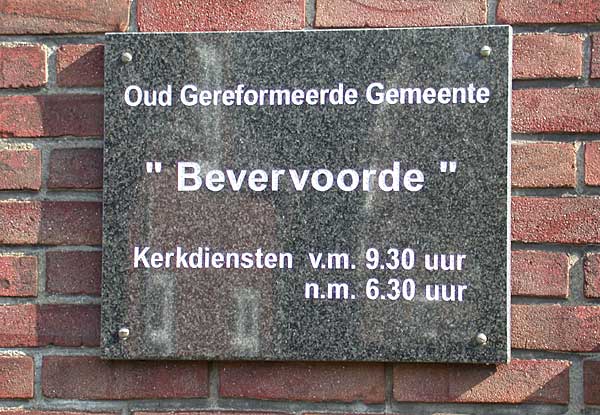 Oud Gereformeerde Gemeente
" Bevervoorde "
Kerkdiensten v.m. 9.30 uur
n.m. 6.30 uur